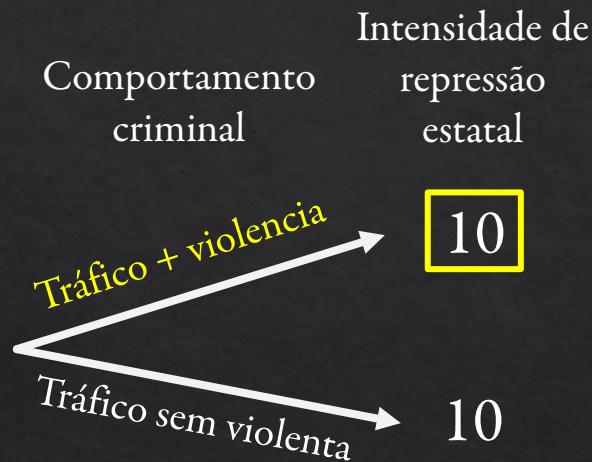 Comportamento
criminal
Intensidade de
repressão
estatal
Tráfico + violencia
10
Tráfico sem violenta
10